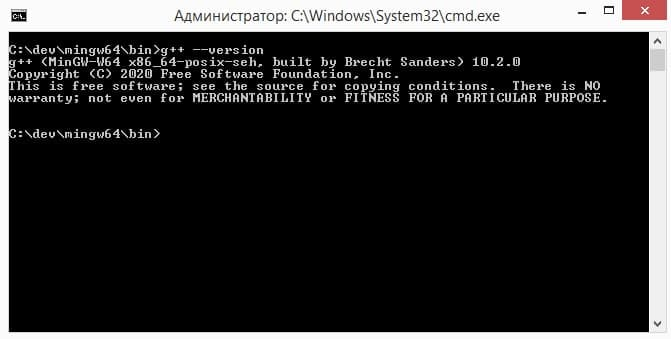 Администратор: C:\Windows\System32\cmd.exe
C:\dev\mingw64\bin>g++ --version
g++ (MinGW-W64 x86_64-posix-seh, built by Brecht Sanders) 10.2.0
Copyright (C) 2020 Free Software Foundation, Inc.
This is free software; see the source for copying conditions.  There is NO
warranty; not even for MERCHANTABILITY or FITNESS FOR A PARTICULAR PURPOSE.
C:\dev\mingw64\bin>